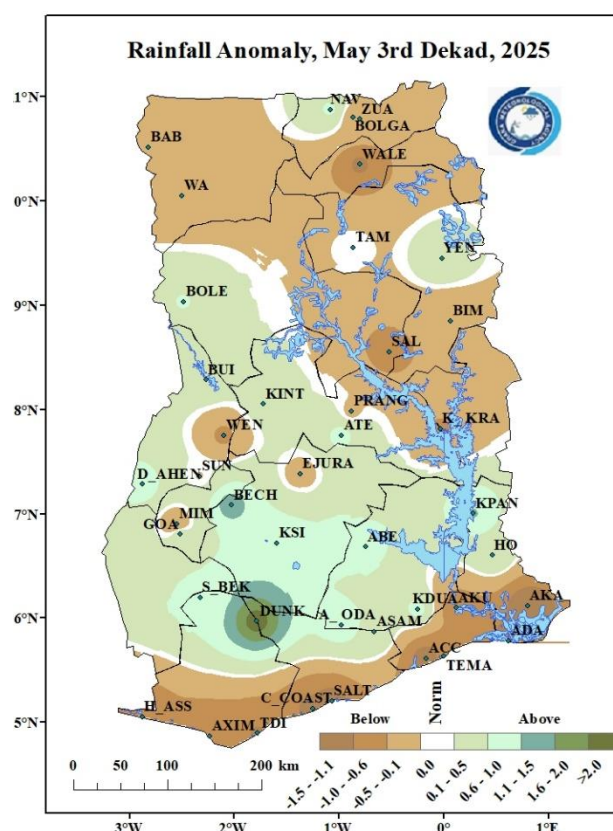 Rainfall Anomaly, May 3rd Dekad, 2025
1°N
NAV
ZUA
BOLGA
BAB
WALE
0°N
WA
TAM
YEN
9°N
BOLE
BIM
SAL
BUI
KINT
PRANG
8°N
WEN
ATE
K_KRA
SUN
EJURA
D_AHEN
BECH
KPAN
7°N
GOA
MIM
KSI
ABE
HO
S_BEK
KDUA
AKU
AKA
6°N
DUNK
A_ODA
ASAM
ADA
ACC
TEMA
C_COAST
SALT
H_ASS
5°N
AXIM
TDI
Below
Norm
Above
-1.5 - -1.1
-1.0 - -0.6
-0.5 - -0.1
0.0
0.1 - 0.5
0.6 - 1.0
1.1 - 1.5
1.6 - 2.0
>2.0
0 50 100 200
km
3°W 2°W 1°W 0° 1°E